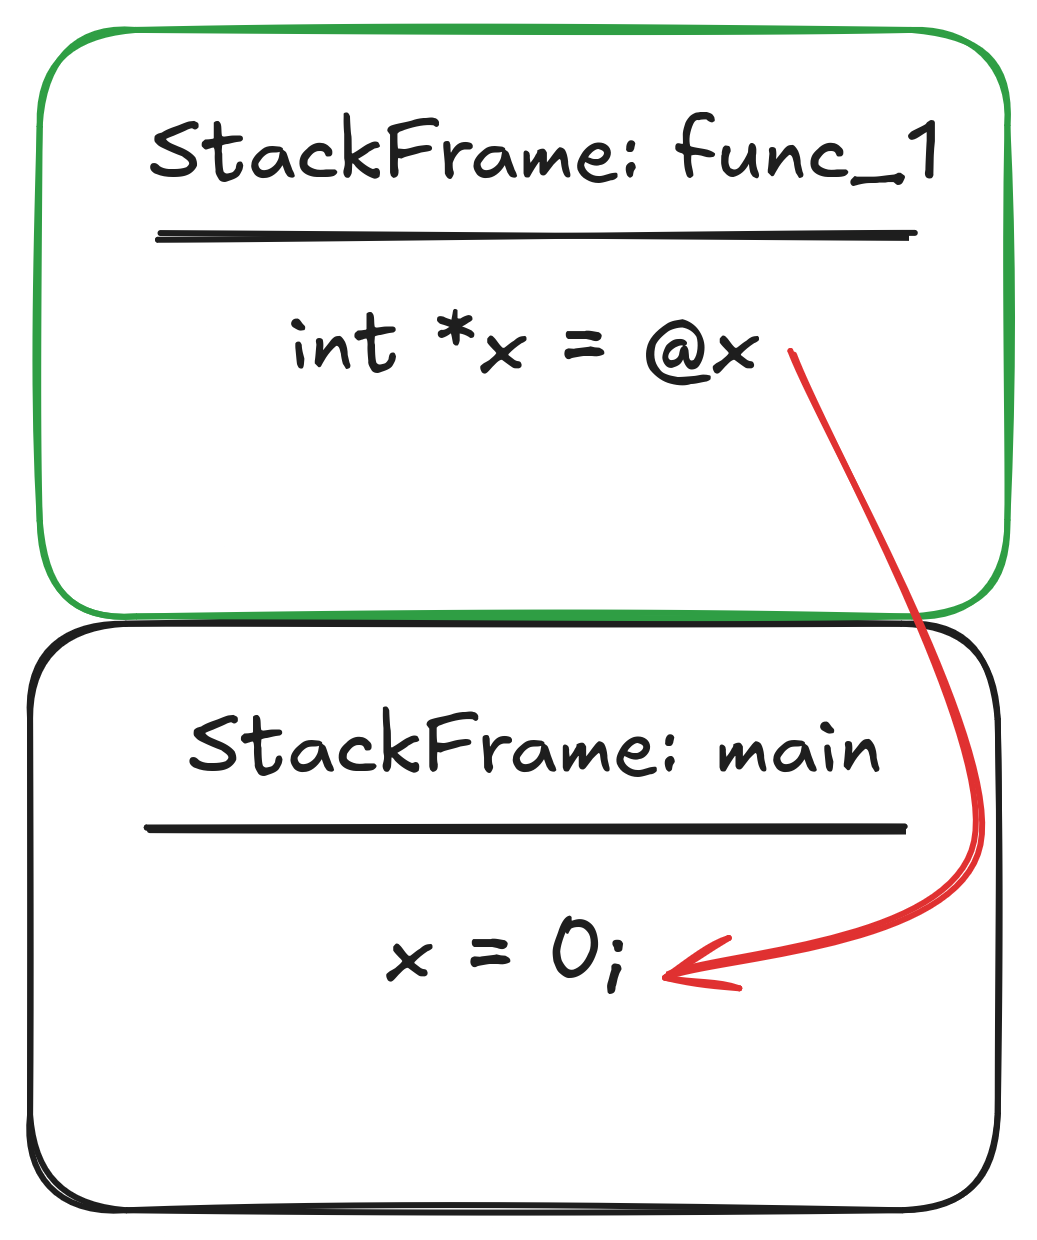 StackFrame: func_1
int *x = @x
StackFrame: main
x = 0;